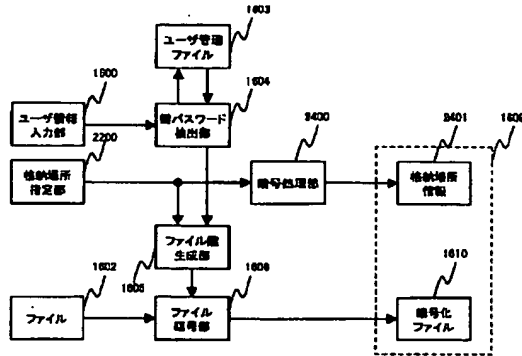 1603
ユーザ管理
ファイル
1600
1604
ユーザ情報
入力部
鍵パスワード
抽出部
2200
2400
2401
1609
格納場所
指定部
暗号処理部
格納場所
情報
ファイル鍵
生成部
1605
1602
1606
1610
ファイル
ファイル
暗号部
暗号化
ファイル